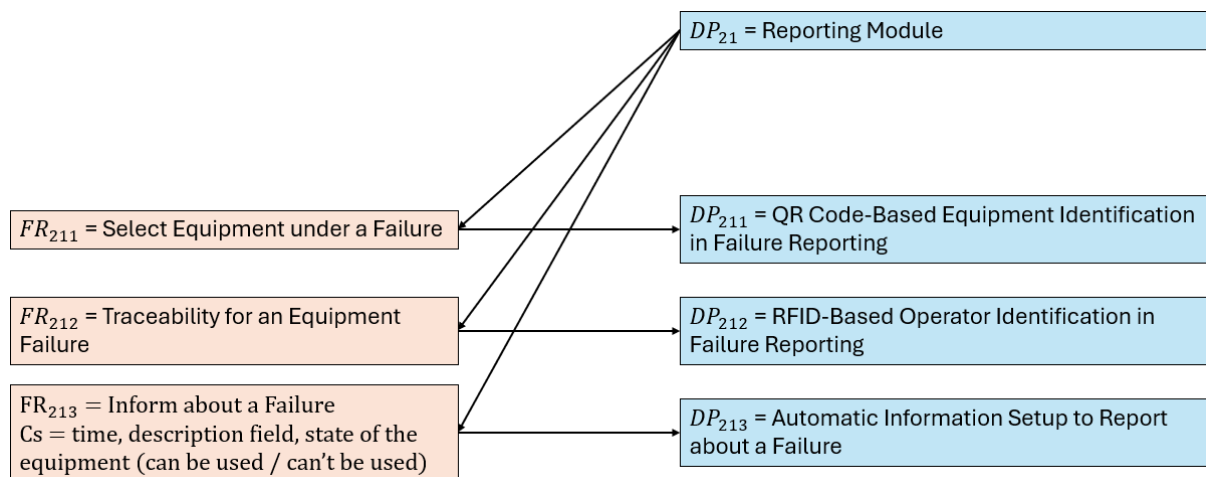 DP₂₁ = Reporting Module
FR₂₁₁ = Select Equipment under a Failure
DP₂₁₁ = QR Code-Based Equipment Identification
in Failure Reporting
FR₂₁₂ = Traceability for an Equipment
Failure
DP₂₁₂ = RFID-Based Operator Identification in
Failure Reporting
FR₂₁₃ = Inform about a Failure
Cs = time, description field, state of the
equipment (can be used / can’t be used)
DP₂₁₃ = Automatic Information Setup to Report
about a Failure